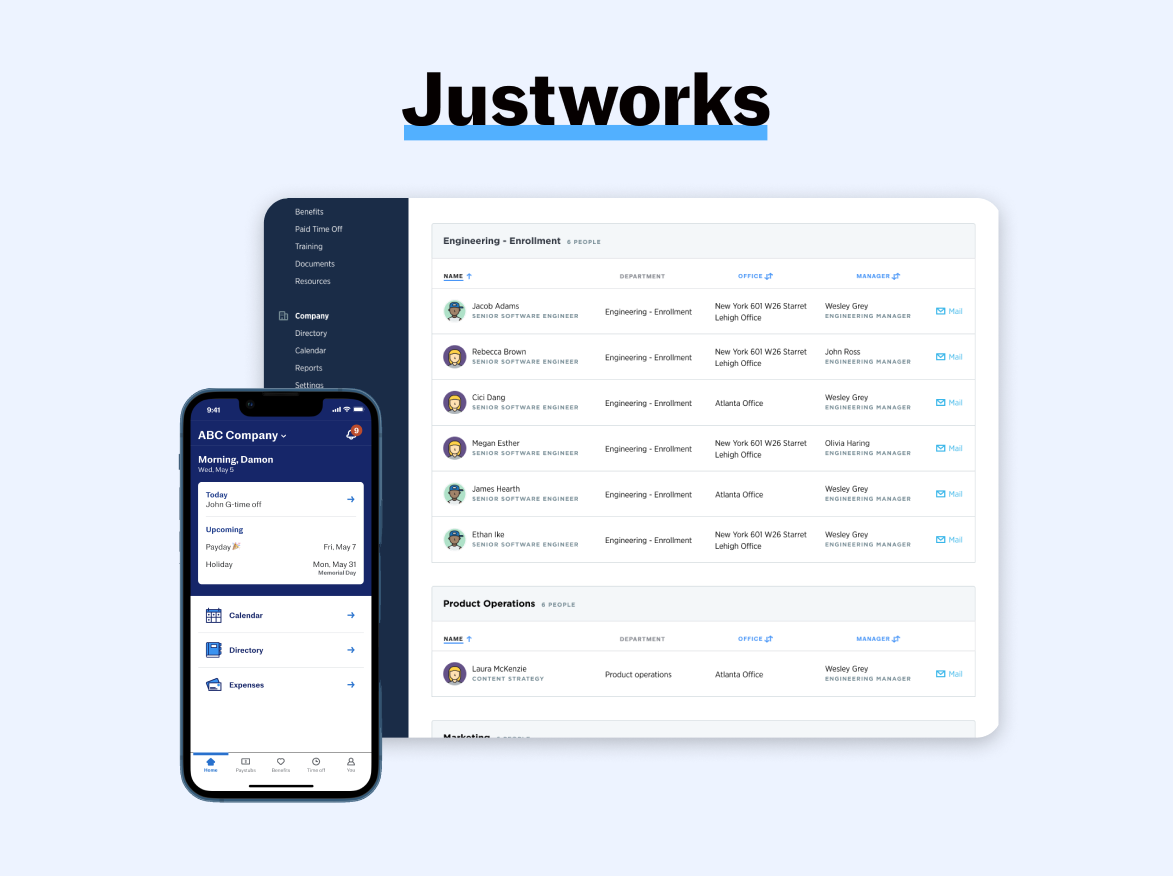 Justworks
Benefits
Paid Time Off
Training
Documents
Resources
Company
Directory
Calendar
Reports
Settings
Engineering - Enrollment 6 PEOPLE
NAME DEPARTMENT OFFICE MANAGER
Jacob Adams
SENIOR SOFTWARE ENGINEER
Engineering - Enrollment
New York 601 W26 Starret
Lehigh Office
Wesley Grey
ENGINEERING MANAGER
Mail
Rebecca Brown
SENIOR SOFTWARE ENGINEER
Engineering - Enrollment
New York 601 W26 Starret
Lehigh Office
John Ross
ENGINEERING MANAGER
Mail
Cici Dang
SENIOR SOFTWARE ENGINEER
Engineering - Enrollment
Atlanta Office
Wesley Grey
ENGINEERING MANAGER
Mail
Megan Esther
SENIOR SOFTWARE ENGINEER
Engineering - Enrollment
New York 601 W26 Starret
Lehigh Office
Olivia Haring
ENGINEERING MANAGER
Mail
James Hearth
SENIOR SOFTWARE ENGINEER
Engineering - Enrollment
Atlanta Office
Wesley Grey
ENGINEERING MANAGER
Mail
Ethan Ike
SENIOR SOFTWARE ENGINEER
Engineering - Enrollment
New York 601 W26 Starret
Lehigh Office
Wesley Grey
ENGINEERING MANAGER
Mail
Product Operations 6 PEOPLE
NAME DEPARTMENT OFFICE MANAGER
Laura McKenzie
CONTENT STRATEGY
Product operations
Atlanta Office
Wesley Grey
ENGINEERING MANAGER
Mail
Marketing
9:41
ABC Company
9
Morning, Damon
Wed, May 5
Today
John G-time off
Upcoming
Payday Fri, May 7
Holiday Mon, May 31
Memorial Day
Calendar
Directory
Expenses
Home Paystubs Benefits Time off You